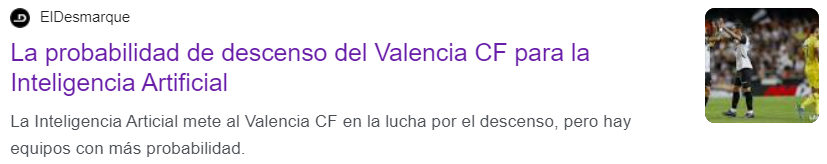 ElDesmarque
La probabilidad de descenso del Valencia CF para la
Inteligencia Artificial
La Inteligencia Articial mete al Valencia CF en la lucha por el descenso, pero hay
equipos con más probabilidad.